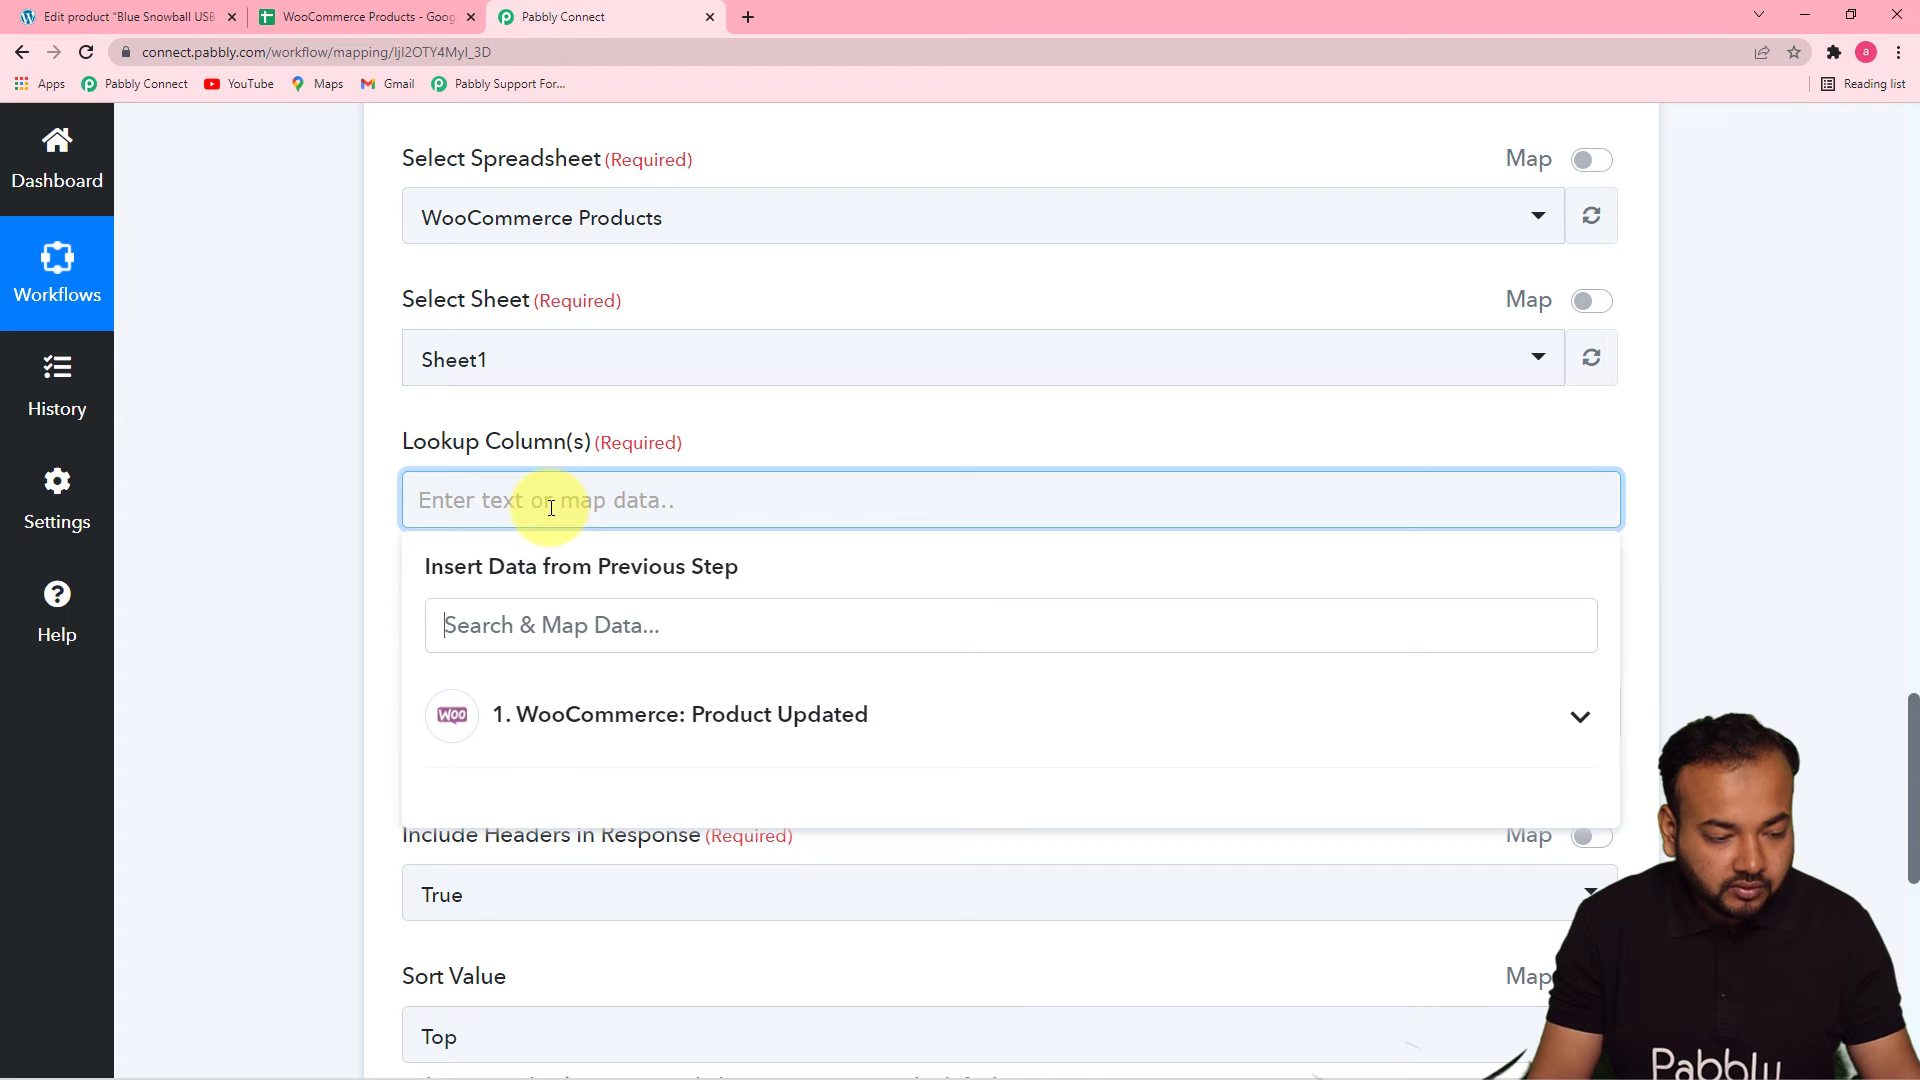 Edit product “Blue Snowball USB
WooCommerce Products - Goog
Pabbly Connect
connect.pabbly.com/workflow/mapping/IjI2OTY4MyI_3D
a
Apps
Pabbly Connect
YouTube
Maps
Gmail
Pabbly Support For...
Reading list
Dashboard
Workflows
History
Settings
Help
Select Spreadsheet (Required)
Map
WooCommerce Products
Select Sheet (Required)
Map
Sheet1
Lookup Column(s) (Required)
Enter text or map data..
Insert Data from Previous Step
Search & Map Data...
WOO
1. WooCommerce: Product Updated
Include Headers in Response (Required)
Map
True
Sort Value
Map
Top
Pabbly